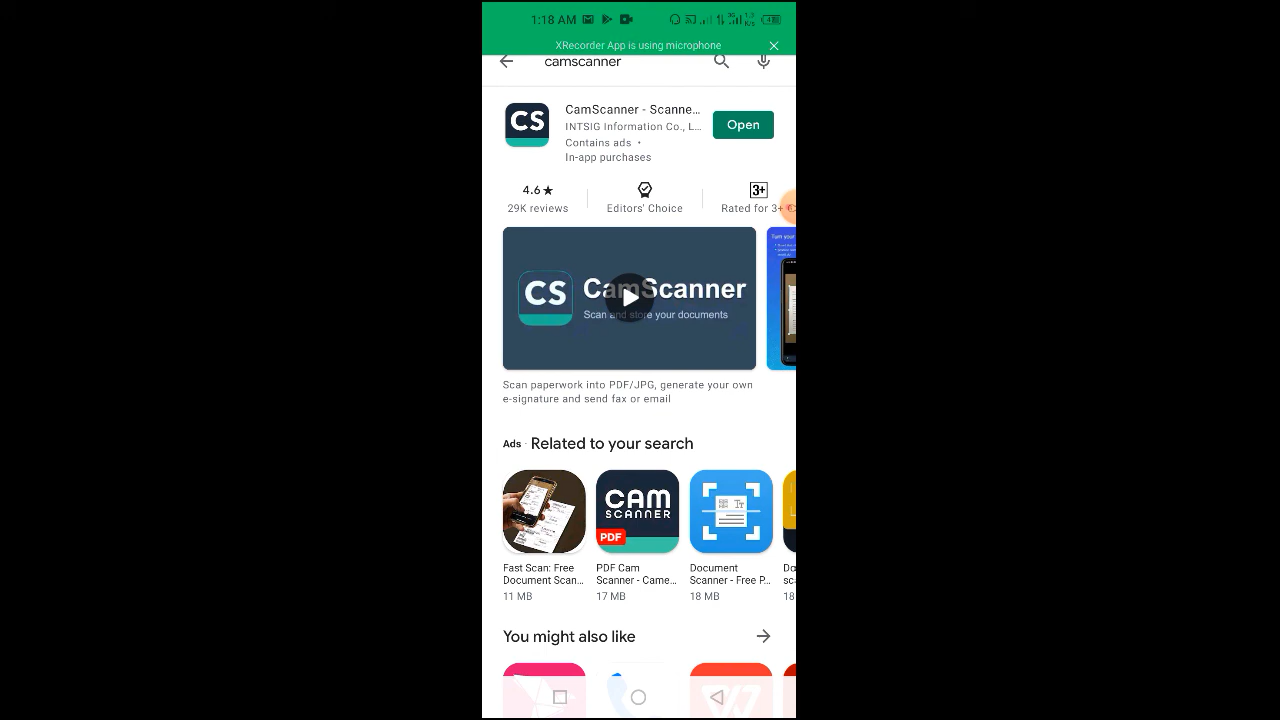 1:18 AM
XRecorder App is using microphone
camscanner
CS
CamScanner - Scanne...
INTSIG Information Co., L...
Contains ads •
In-app purchases
Open
4.6★
29K reviews
Editors' Choice
3+
Rated for 3+
CS
CamScanner
Scan and store your documents
Turn your
Scan paperwork into PDF/JPG, generate your own
e-signature and send fax or email
Ads · Related to your search
CAM
SCANNER
PDF
Fast Scan: Free
Document Scan...
11 MB
PDF Cam
Scanner - Came...
17 MB
Document
Scanner - Free P...
18 MB
18
You might also like